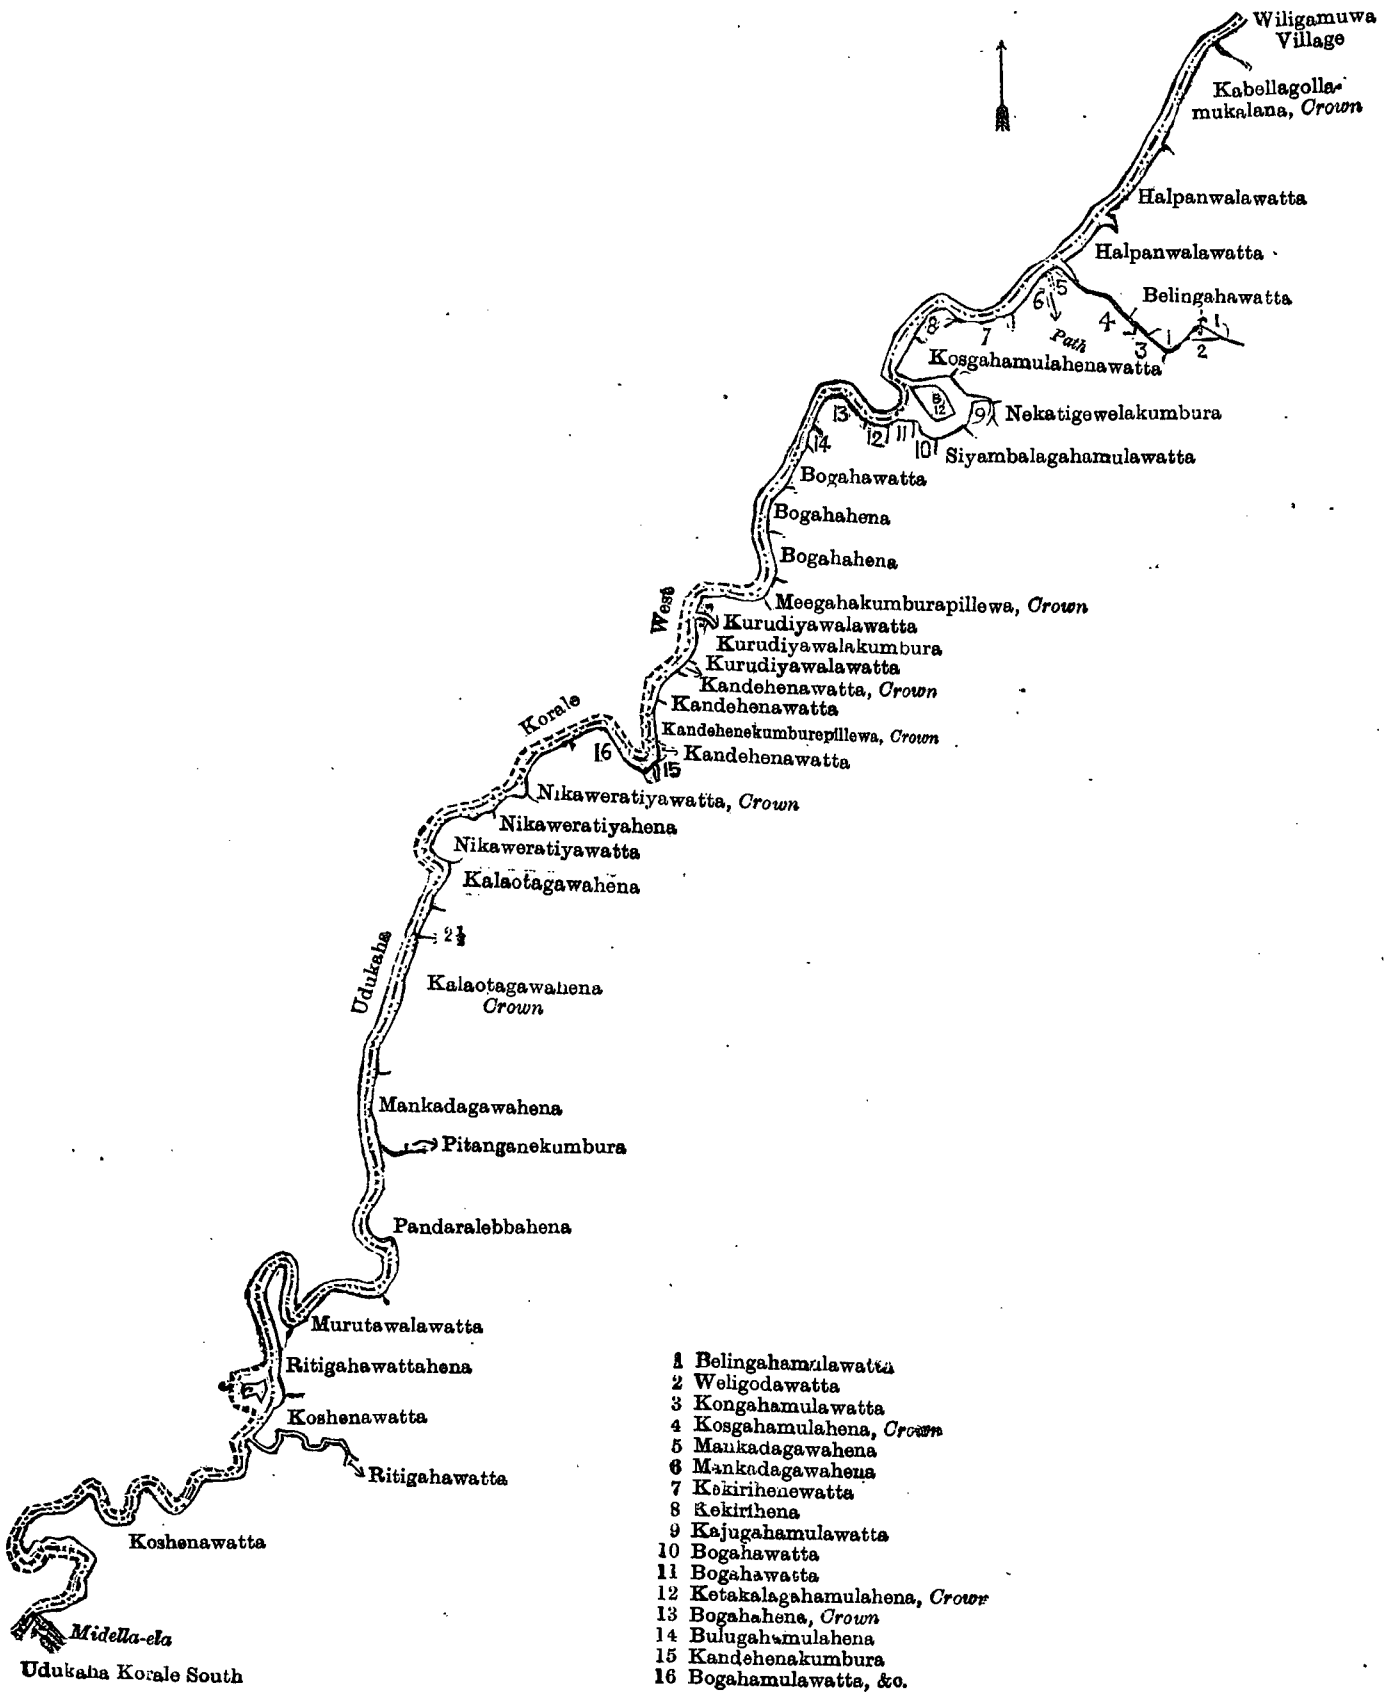 Wiligamuwa
Village
Kabellagolla-
mukalana, Crown
Halpanwalawatta
Halpanwalawatta
Belingahawatta
5
6
4
3
1
2
1
Path
8
7
Kosgahamulahenawatta
B
12
9
Nekatigewelakumbura
13
12
11
10
14
Siyambalagahamulawatta
Bogahawatta
Bogahahena
Bogahahena
Meegahakumburapillewa, Crown
West
Kurudiyawalawatta
Kurudiyawalakumbura
Kurudiyawalawatta
Kandehenawatta, Crown
Kandehenawatta
Korale
Kandehenekumburepillewa, Crown
16
Kandehenawatta
15
Nikaweratiyawatta, Crown
Nikaweratiyahena
Nikaweratiyawatta
Kalaotagawahena
2 1/2
Udukaha
Kalaotagawahena
Crown
Mankadagawahena
Pitanganekumbura
Pandaralebbahena
Murutawalawatta
Ritigahawattahena
Koshenawatta
Ritigahawatta
Koshenawatta
Midella-ela
Udukaha Korale South
1 Belingahamulawatta
2 Weligodawatta
3 Kongahamulawatta
4 Kosgahamulahena, Crown
5 Mankadagawahena
6 Mankadagawahena
7 Kekirihenewatta
8 Kekirihena
9 Kajugahamulawatta
10 Bogahawatta
11 Bogahawatta
12 Ketakalagahamulahena, Crown
13 Bogahahena, Crown
14 Bulugahamulahena
15 Kandehenakumbura
16 Bogahamulawatta, &c.